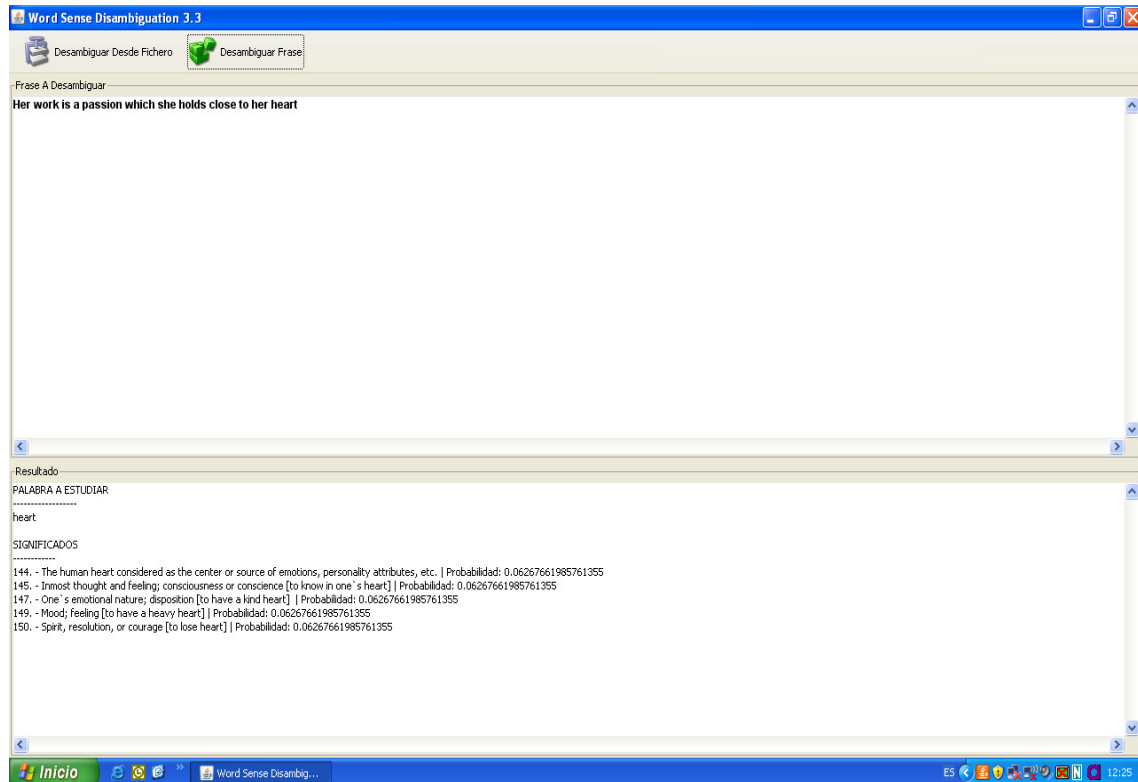 Word Sense Disambiguation 3.3
Desambiguar Desde Fichero Desambiguar Frase
Frase A Desambiguar
Her work is a passion which she holds close to her heart
Resultado
PALABRA A ESTUDIAR
------------------
heart
SIGNIFICADOS
------------
144. - The human heart considered as the center or source of emotions, personality attributes, etc. | Probabilidad: 0.06267661985761355
145. - Inmost thought and feeling; consciousness or conscience [to know in one`s heart] | Probabilidad: 0.06267661985761355
147. - One`s emotional nature; disposition [to have a kind heart] | Probabilidad: 0.06267661985761355
149. - Mood; feeling [to have a heavy heart] | Probabilidad: 0.06267661985761355
150. - Spirit, resolution, or courage [to lose heart] | Probabilidad: 0.06267661985761355
Inicio » Word Sense Disambig... ES N 12:25